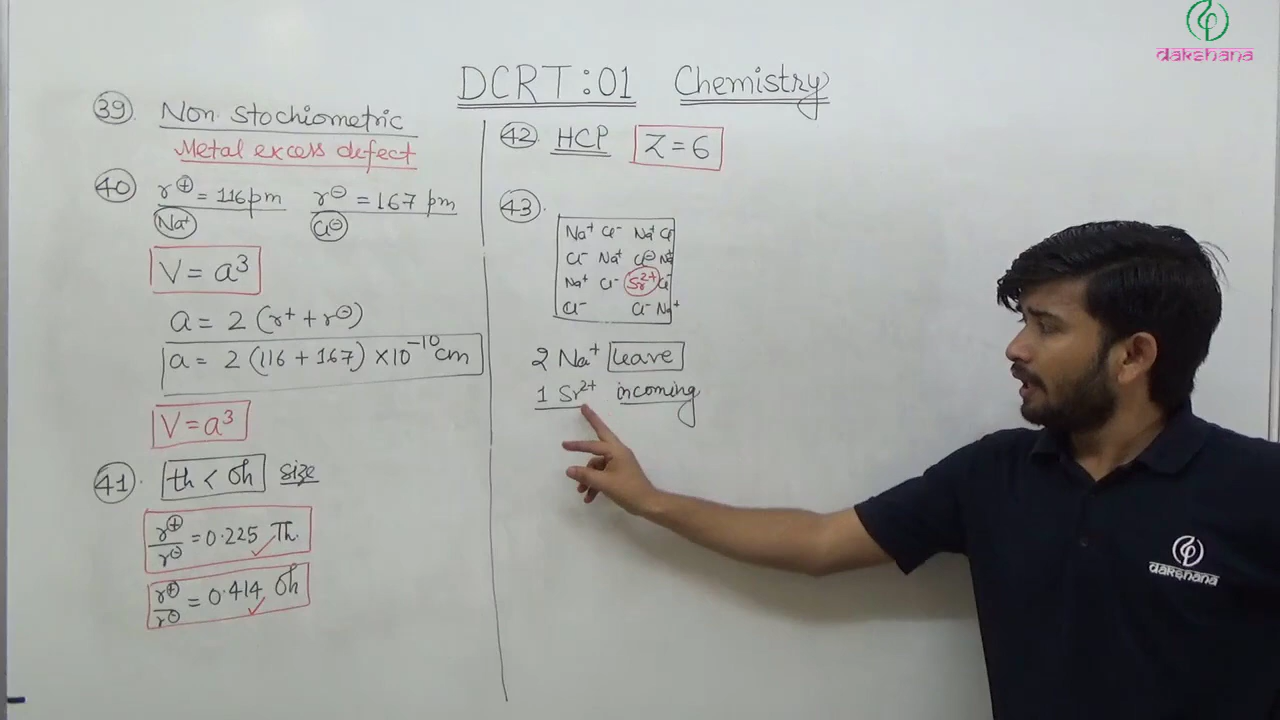 dakshana
DCRT:01 Chemistry
39. Non Stochiometric
Metal excess defect
40 r⊕ = 116pm r⊖ = 167 pm
Na⁺ Cl⊖
V = a³
a = 2 (r⁺ + r⊖)
a = 2 (116 + 167) × 10⁻¹⁰ cm
V = a³
41. th < Oh size
r⊕/r⊖ = 0.225 Th.
r⊕/r⊖ = 0.414 Oh
42. HCP Z = 6
43.
Na⁺ Cl⁻ Na⁺ Cl
Cl⁻ Na⁺ Cl⊖ Na⁺
Na⁺ Cl⁻ Sr²⁺ Cl⁻
Cl⁻ Cl⁻ Na⁺
2 Na⁺ leave
1 Sr²⁺ incoming
dakshana